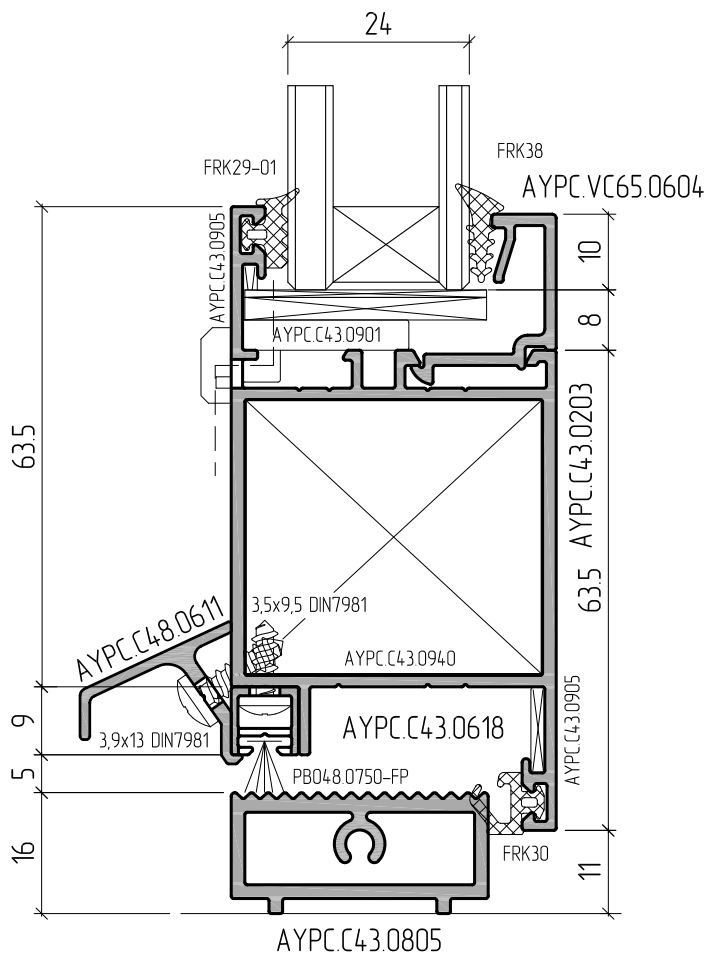 24
FRK29-01
FRK38
AYPC.VC65.0604
AYPC.C43.0905
10
8
AYPC.C43.0901
63.5
AYPC.C43.0203
63.5
3,5x9,5 DIN7981
AYPC.C48.0611
AYPC.C43.0940
AYPC.C43.0905
9
3,9x13 DIN7981
AYPC.C43.0618
5
PBO48.0750-FP
16
FRK30
11
AYPC.C43.0805